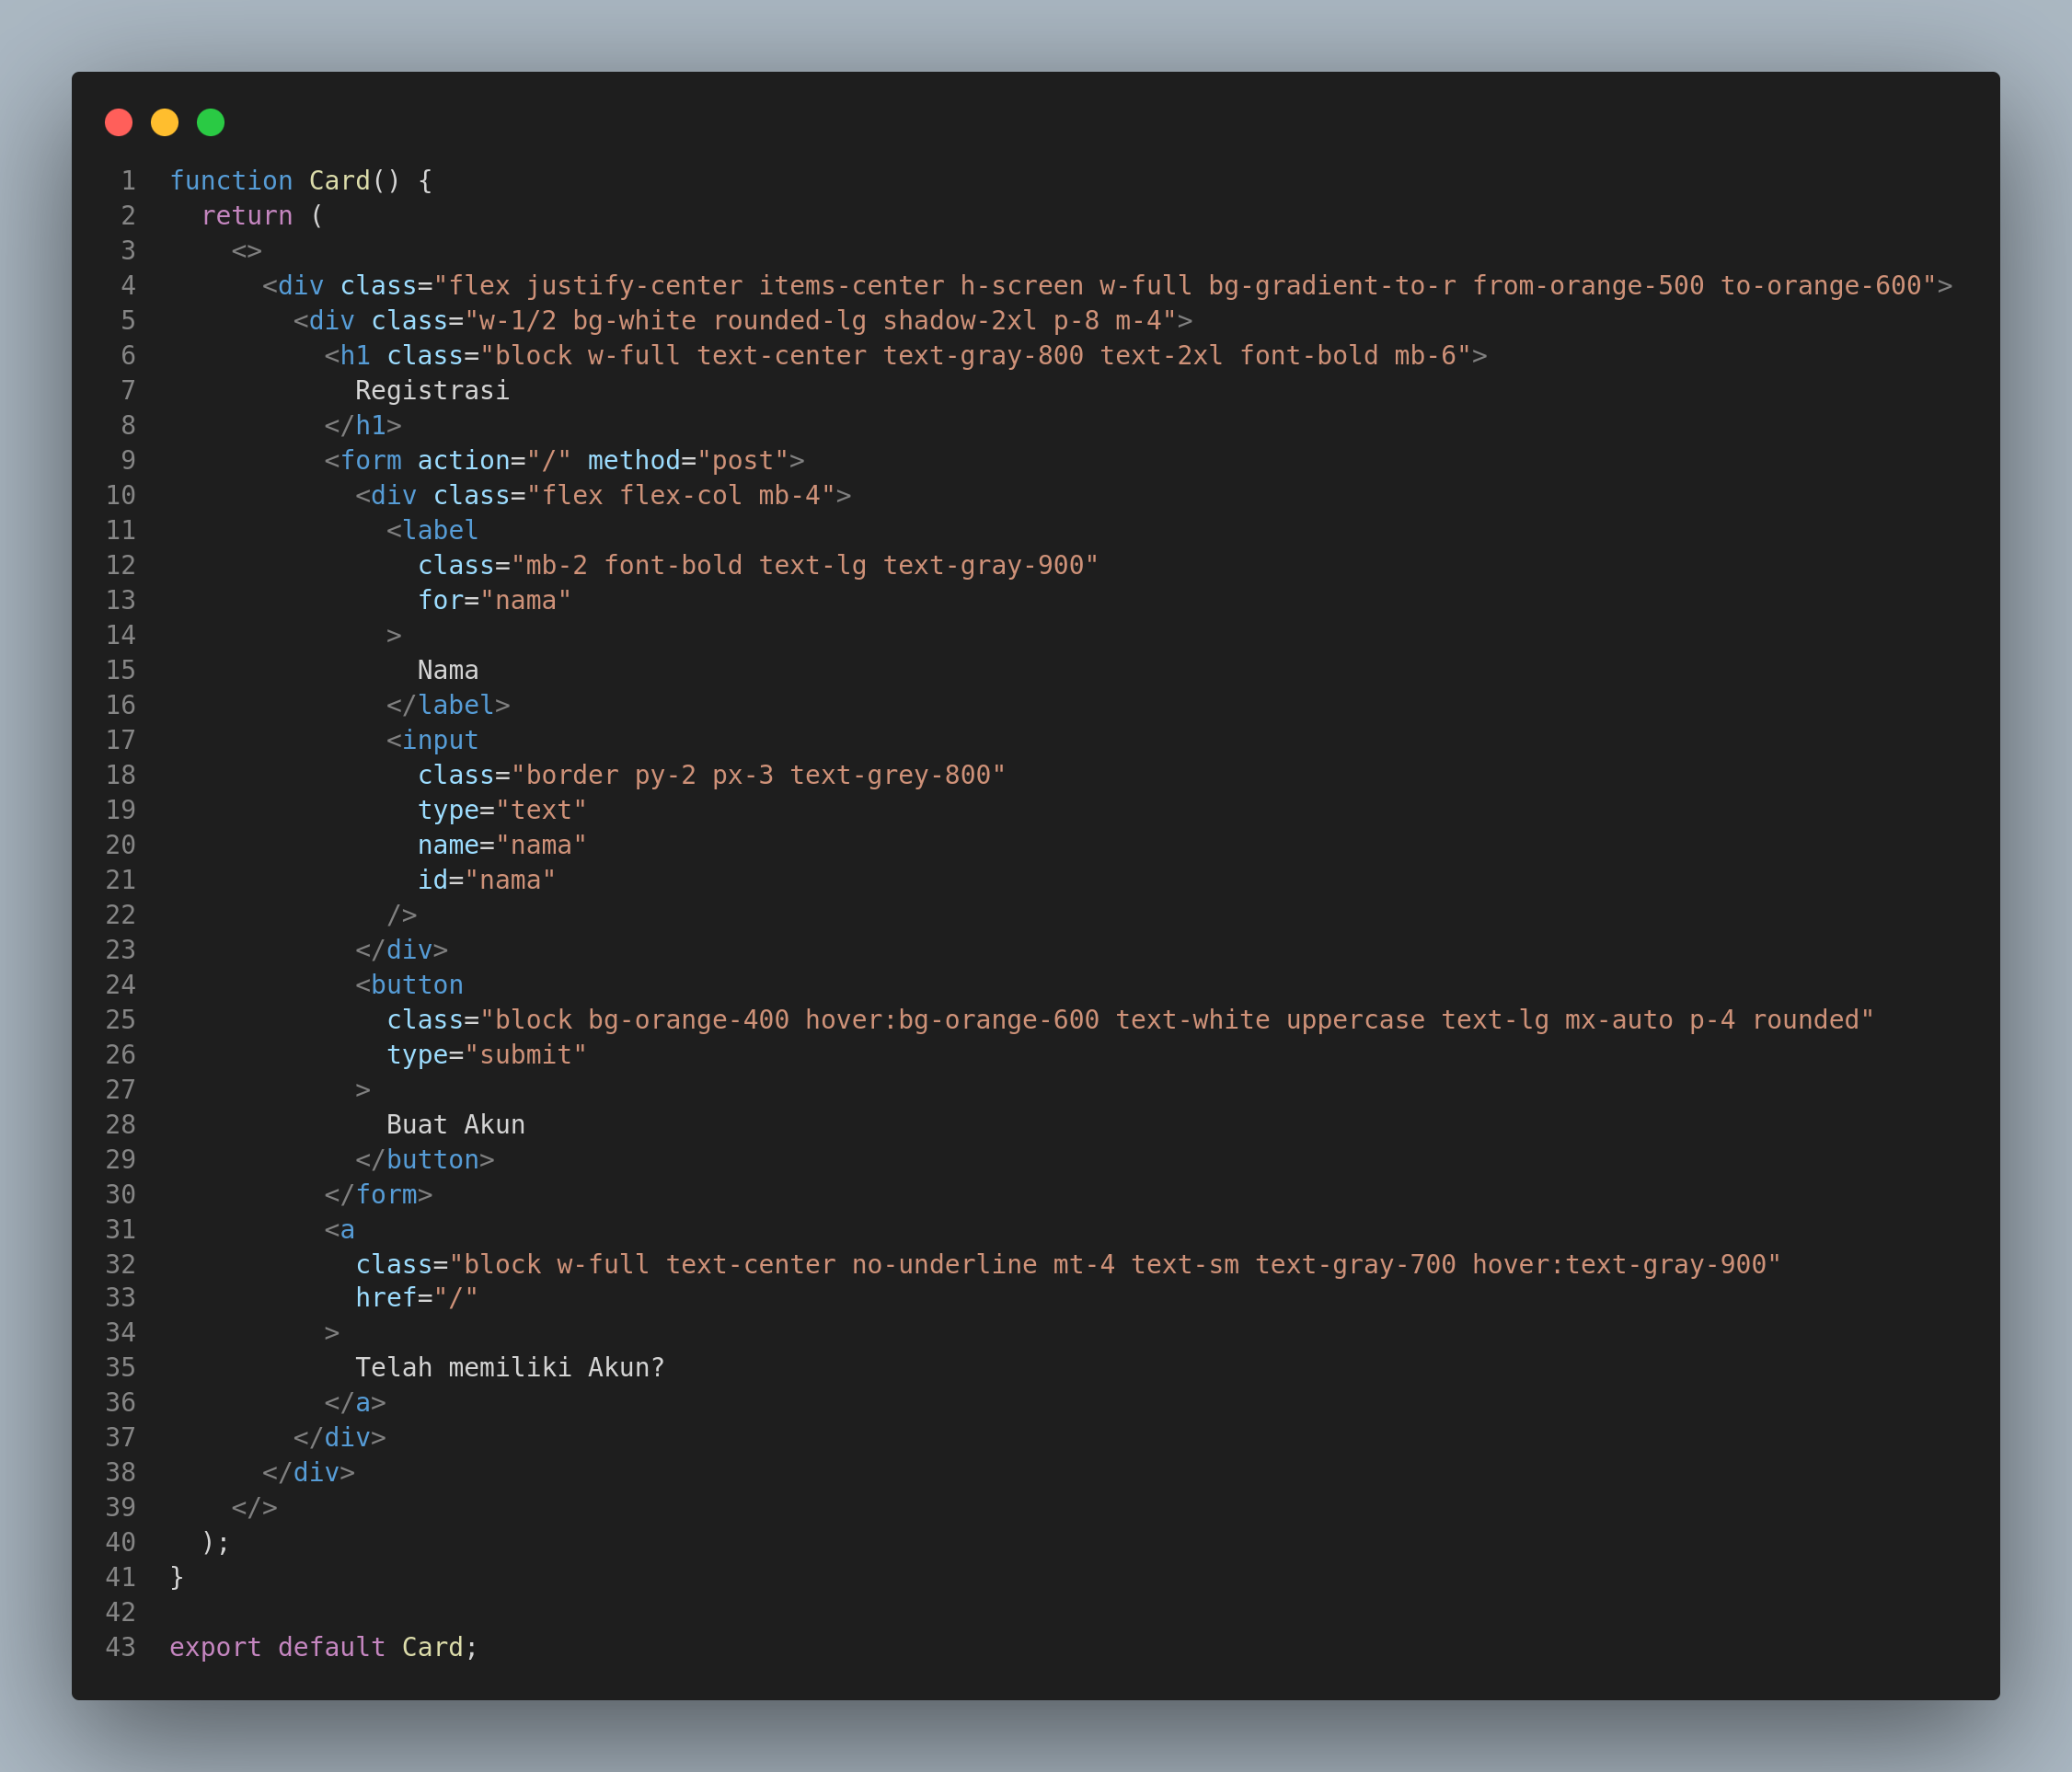 1 function Card() {
2   return (
3     <>
4       <div class="flex justify-center items-center h-screen w-full bg-gradient-to-r from-orange-500 to-orange-600">
5         <div class="w-1/2 bg-white rounded-lg shadow-2xl p-8 m-4">
6           <h1 class="block w-full text-center text-gray-800 text-2xl font-bold mb-6">
7             Registrasi
8           </h1>
9           <form action="/" method="post">
10             <div class="flex flex-col mb-4">
11               <label
12                 class="mb-2 font-bold text-lg text-gray-900"
13                 for="nama"
14               >
15                 Nama
16               </label>
17               <input
18                 class="border py-2 px-3 text-grey-800"
19                 type="text"
20                 name="nama"
21                 id="nama"
22               />
23             </div>
24             <button
25               class="block bg-orange-400 hover:bg-orange-600 text-white uppercase text-lg mx-auto p-4 rounded"
26               type="submit"
27             >
28               Buat Akun
29             </button>
30           </form>
31           <a
32             class="block w-full text-center no-underline mt-4 text-sm text-gray-700 hover:text-gray-900"
33             href="/"
34           >
35             Telah memiliki Akun?
36           </a>
37         </div>
38       </div>
39     </>
40   );
41 }
42
43 export default Card;